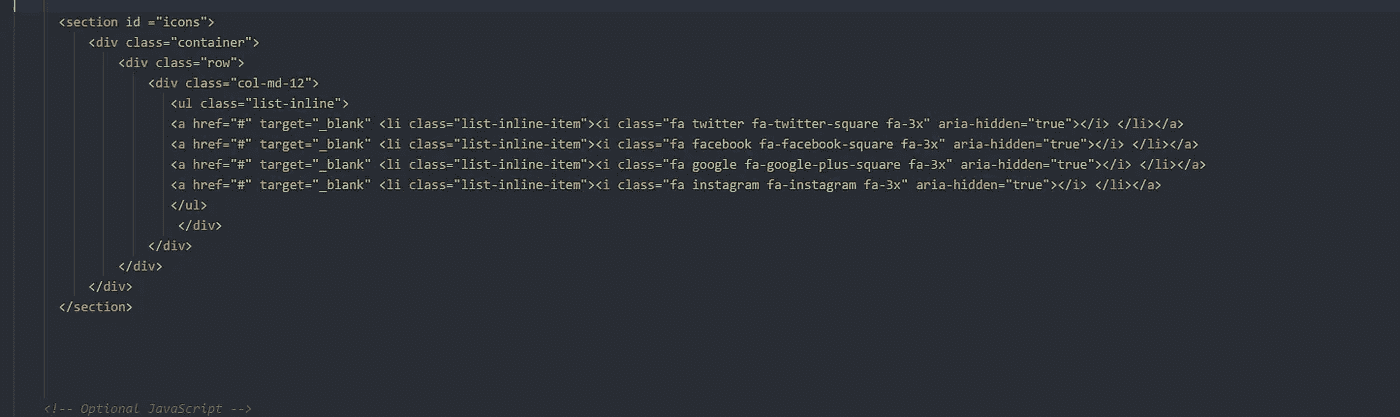 <section id ="icons">
<div class="container">
<div class="row">
<div class="col-md-12">
<ul class="list-inline">
<a href="#" target="_blank" <li class="list-inline-item"><i class="fa twitter fa-twitter-square fa-3x" aria-hidden="true"></i> </li></a>
<a href="#" target="_blank" <li class="list-inline-item"><i class="fa facebook fa-facebook-square fa-3x" aria-hidden="true"></i> </li></a>
<a href="#" target="_blank" <li class="list-inline-item"><i class="fa google fa-google-plus-square fa-3x" aria-hidden="true"></i> </li></a>
<a href="#" target="_blank" <li class="list-inline-item"><i class="fa instagram fa-instagram fa-3x" aria-hidden="true"></i> </li></a>
</ul>
</div>
</div>
</div>
</div>
</section>
<!-- Optional JavaScript -->